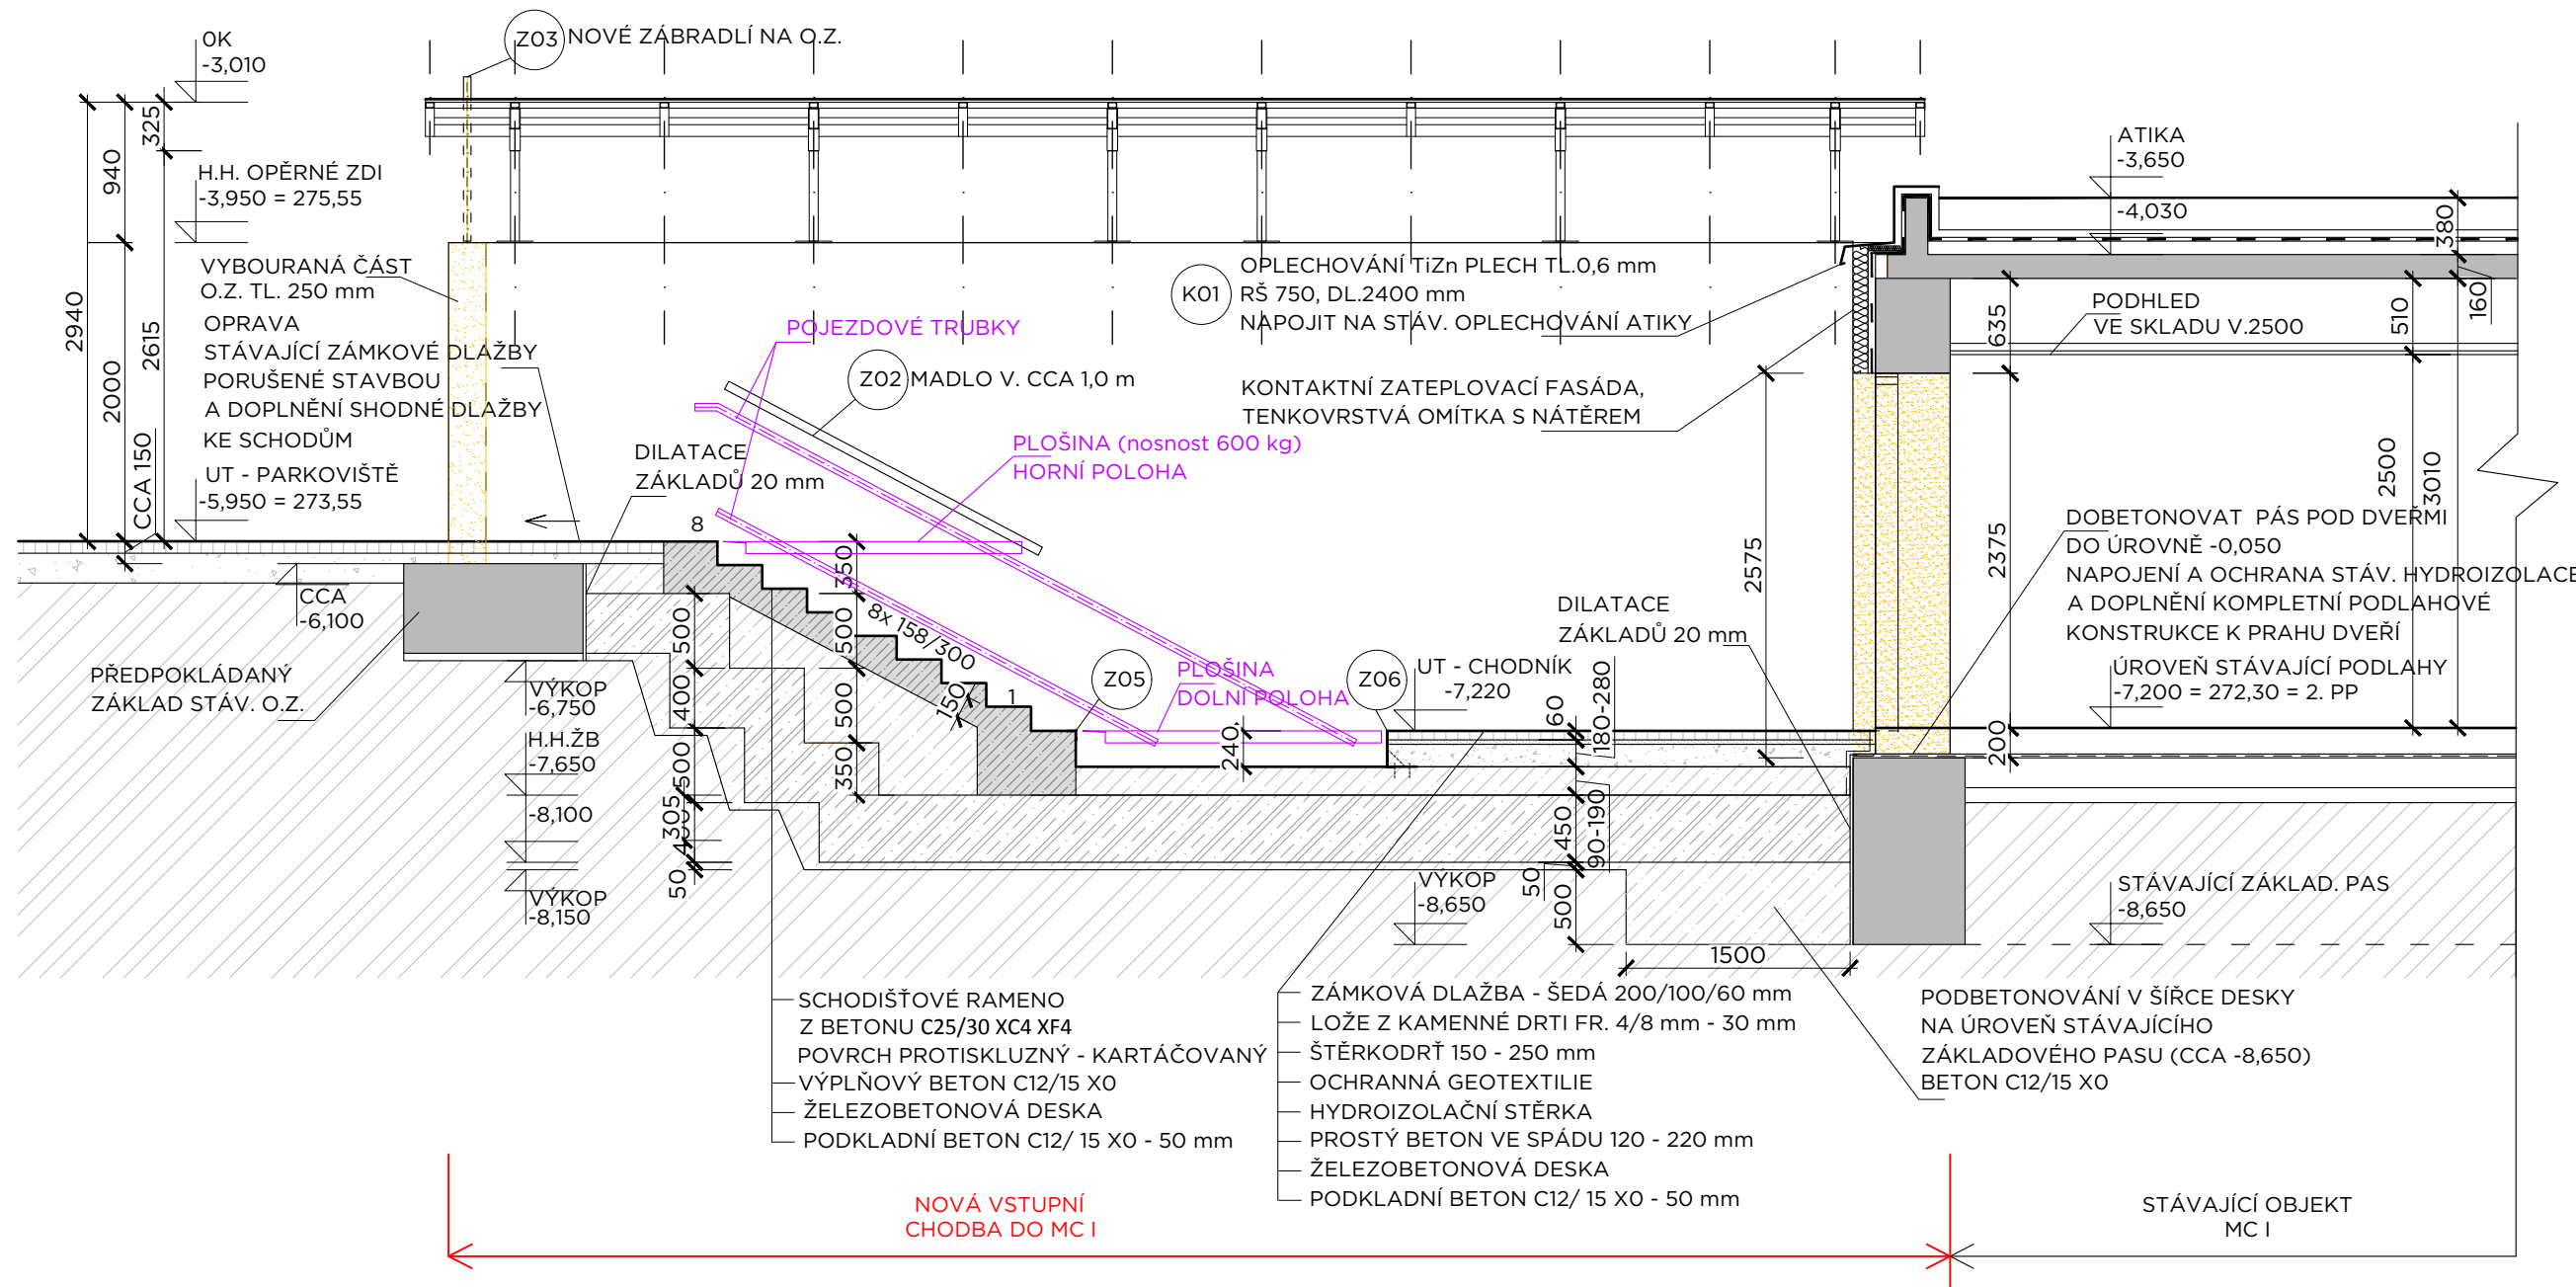 0K
-3,010
Z03
NOVÉ ZÁBRADLÍ NA O.Z.
325
940
2940
2000
2615
CCA 150
H.H. OPĚRNÉ ZDI
-3,950 = 275,55
VYBOURANÁ ČÁST
O.Z. TL. 250 mm
OPRAVA
STÁVAJÍCÍ ZÁMKOVÉ DLAŽBY
PORUŠENÉ STAVBOU
A DOPLNĚNÍ SHODNÉ DLAŽBY
KE SCHODŮM
UT - PARKOVIŠTĚ
-5,950 = 273,55
CCA
-6,100
PŘEDPOKLÁDANÝ
ZÁKLAD STÁV. O.Z.
DILATACE
ZÁKLADŮ 20 mm
8
POJEZDOVÉ TRUBKY
Z02
MADLO V. CCA 1,0 m
PLOŠINA (nosnost 600 kg)
HORNÍ POLOHA
K01
OPLECHOVÁNÍ TiZn PLECH TL.0,6 mm
RŠ 750, DL.2400 mm
NAPOJIT NA STÁV. OPLECHOVÁNÍ ATIKY
KONTAKTNÍ ZATEPLOVACÍ FASÁDA,
TENKOVRSTVÁ OMÍTKA S NÁTĚREM
ATIKA
-3,650
-4,030
380
160
PODHLED
VE SKLADU V.2500
510
635
2500
3010
2375
2575
200
DOBETONOVAT PÁS POD DVEŘMI
DO ÚROVNĚ -0,050
NAPOJENÍ A OCHRANA STÁV. HYDROIZOLACE
A DOPLNĚNÍ KOMPLETNÍ PODLAHOVÉ
KONSTRUKCE K PRAHU DVEŘÍ
ÚROVEŇ STÁVAJÍCÍ PODLAHY
-7,200 = 272,30 = 2. PP
DILATACE
ZÁKLADŮ 20 mm
350
500
500
350
8x 158/300
150
1
Z05
PLOŠINA
DOLNÍ POLOHA
Z06
UT - CHODNÍK
-7,220
240
60
180-280
450
90-190
50
500
1500
500
400
500
305
50
VÝKOP
-6,750
H.H.ŽB
-7,650
-8,100
VÝKOP
-8,150
VÝKOP
-8,650
STÁVAJÍCÍ ZÁKLAD. PAS
-8,650
SCHODIŠŤOVÉ RAMENO
Z BETONU C25/30 XC4 XF4
POVRCH PROTISKLUZNÝ - KARTÁČOVANÝ
VÝPLŇOVÝ BETON C12/15 X0
ŽELEZOBETONOVÁ DESKA
PODKLADNÍ BETON C12/ 15 X0 - 50 mm
ZÁMKOVÁ DLAŽBA - ŠEDÁ 200/100/60 mm
LOŽE Z KAMENNÉ DRTI FR. 4/8 mm - 30 mm
ŠTĚRKODRŤ 150 - 250 mm
OCHRANNÁ GEOTEXTILIE
HYDROIZOLAČNÍ STĚRKA
PROSTÝ BETON VE SPÁDU 120 - 220 mm
ŽELEZOBETONOVÁ DESKA
PODKLADNÍ BETON C12/ 15 X0 - 50 mm
PODBETONOVÁNÍ V ŠÍŘCE DESKY
NA ÚROVEŇ STÁVAJÍCÍHO
ZÁKLADOVÉHO PASU (CCA -8,650)
BETON C12/15 X0
NOVÁ VSTUPNÍ
CHODBA DO MC I
STÁVAJÍCÍ OBJEKT
MC I